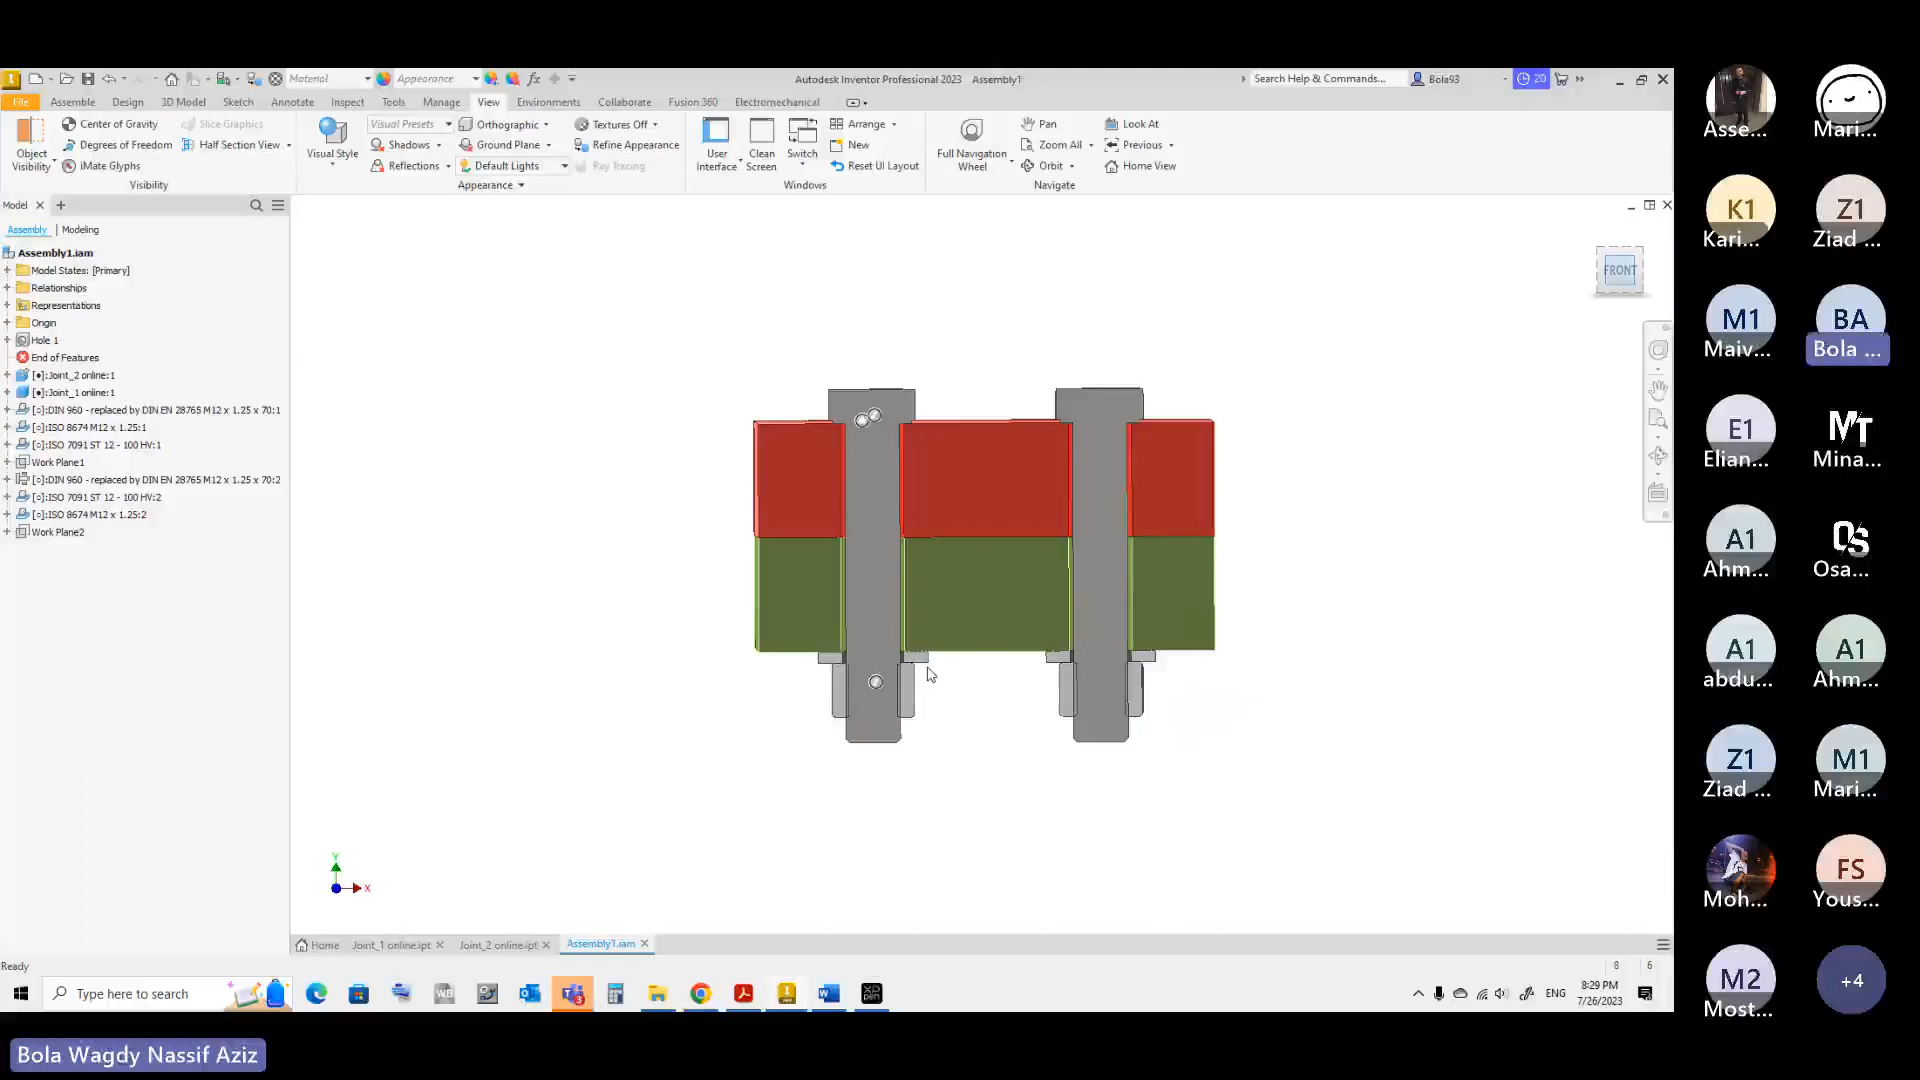 Material
Appearance
Autodesk Inventor Professional 2023 Assembly1
Search Help & Commands...
Bola93
20
File
Assemble
Design
3D Model
Sketch
Annotate
Inspect
Tools
Manage
View
Environments
Collaborate
Fusion 360
Electromechanical
Object Visibility
Center of Gravity
Degrees of Freedom
iMate Glyphs
Slice Graphics
Half Section View
Visibility
Visual Style
Visual Presets
Shadows
Reflections
Orthographic
Ground Plane
Default Lights
Textures Off
Refine Appearance
Ray Tracing
Appearance
User Interface
Clean Screen
Switch
Arrange
New
Reset UI Layout
Windows
Full Navigation Wheel
Pan
Zoom All
Orbit
Look At
Previous
Home View
Navigate
Model
Assembly
Modeling
Assembly1.iam
Model States: [Primary]
Relationships
Representations
Origin
Hole 1
End of Features
[●]:Joint_2 online:1
[●]:Joint_1 online:1
[○]:DIN 960 - replaced by DIN EN 28765 M12 x 1.25 x 70:1
[○]:ISO 8674 M12 x 1.25:1
[○]:ISO 7091 ST 12 - 100 HV:1
Work Plane1
[○]:DIN 960 - replaced by DIN EN 28765 M12 x 1.25 x 70:2
[○]:ISO 7091 ST 12 - 100 HV:2
[○]:ISO 8674 M12 x 1.25:2
Work Plane2
FRONT
Y
X
Home
Joint_1 online.ipt
Joint_2 online.ipt
Assembly1.iam
Ready
8
6
Type here to search
WB
3
XP
PEN
ENG
8:29 PM
7/26/2023
Asse...
Mari...
K1
Kari...
Z1
Ziad ...
M1
Maiv...
BA
Bola ...
E1
Elian...
MT
Mina...
A1
Ahm...
OS
Osa...
A1
abdu...
A1
Ahm...
Z1
Ziad ...
M1
Mari...
Moh...
FS
Yous...
M2
Most...
+4
Bola Wagdy Nassif Aziz